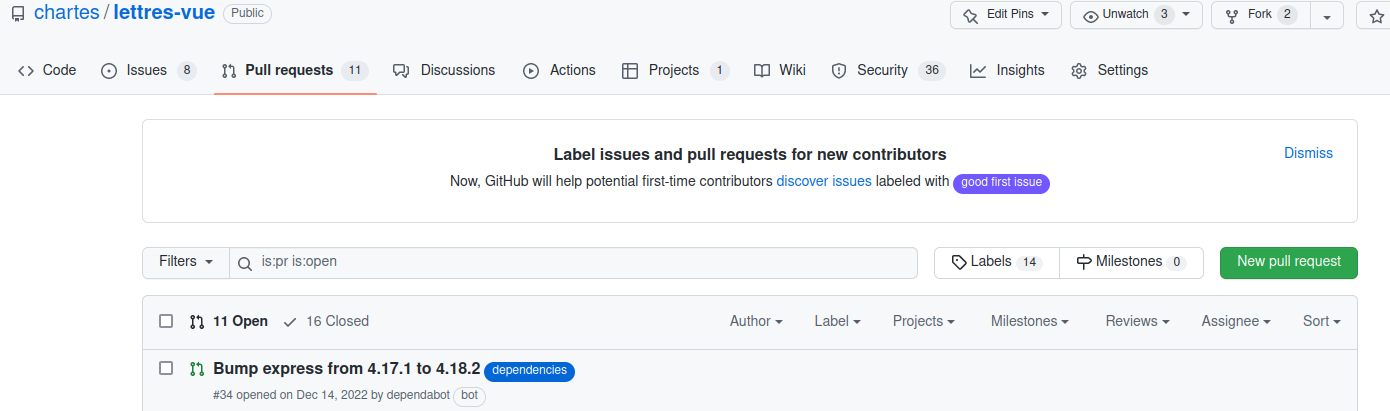 chartes / lettres-vue Public Edit Pins Unwatch 3 Fork 2
Code Issues 8 Pull requests 11 Discussions Actions Projects 1 Wiki Security 36 Insights Settings
Label issues and pull requests for new contributors Dismiss
Now, GitHub will help potential first-time contributors discover issues labeled with good first issue
Filters is:pr is:open Labels 14 Milestones 0 New pull request
11 Open 16 Closed Author Label Projects Milestones Reviews Assignee Sort
Bump express from 4.17.1 to 4.18.2 dependencies
#34 opened on Dec 14, 2022 by dependabot bot